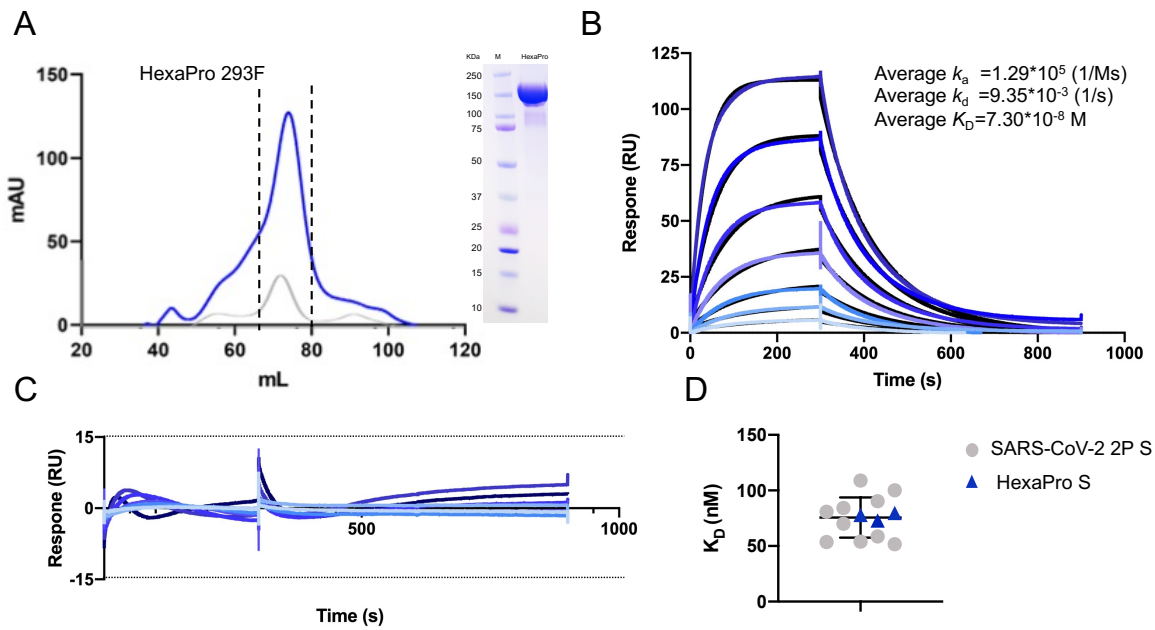 A
HexaPro 293F
mAU
150
100
50
0
20 40 60 80 100 120
mL
KDa M HexaPro
250
150
100
75
50
37
25
20
15
10
B
Respone (RU)
125
100
75
50
25
0
0 200 400 600 800 1000
Time (s)
Average ka =1.29*10⁵ (1/Ms)
Average kd =9.35*10⁻³ (1/s)
Average KD=7.30*10⁻⁸ M
C
Respone (RU)
15
0
-15
500 1000
Time (s)
D
KD (nM)
150
100
50
0
SARS-CoV-2 2P S
HexaPro S